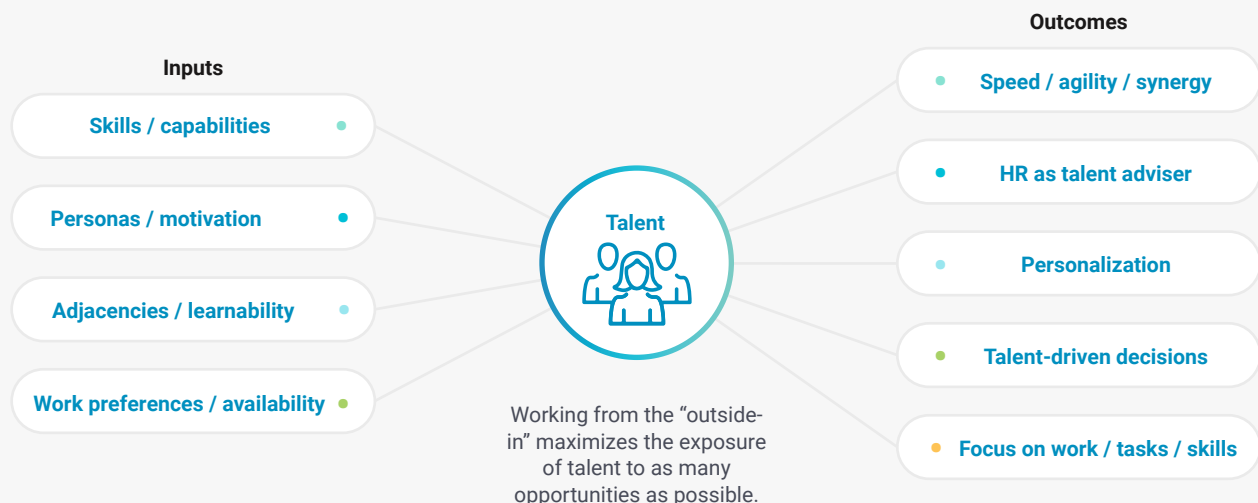 Inputs
Skills / capabilities
Personas / motivation
Adjacencies / learnability
Work preferences / availability
Talent
Working from the “outside-
in” maximizes the exposure
of talent to as many
opportunities as possible.
Outcomes
Speed / agility / synergy
HR as talent adviser
Personalization
Talent-driven decisions
Focus on work / tasks / skills